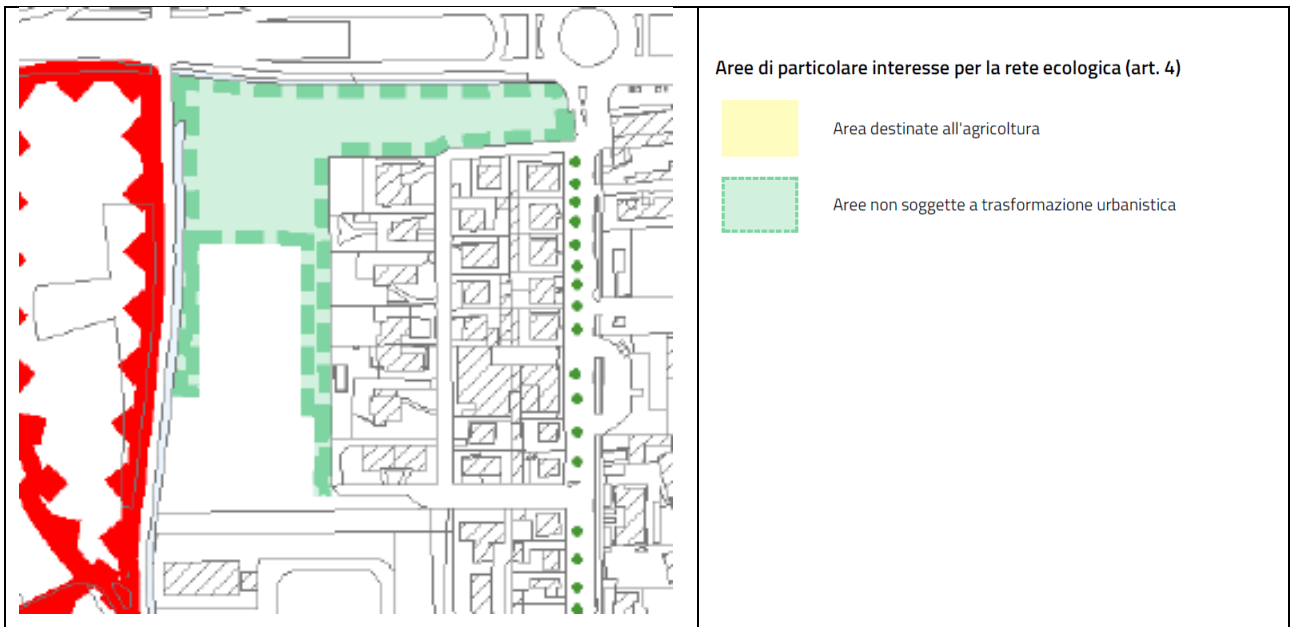 Aree di particolare interesse per la rete ecologica (art. 4)
Area destinate all'agricoltura
Aree non soggette a trasformazione urbanistica